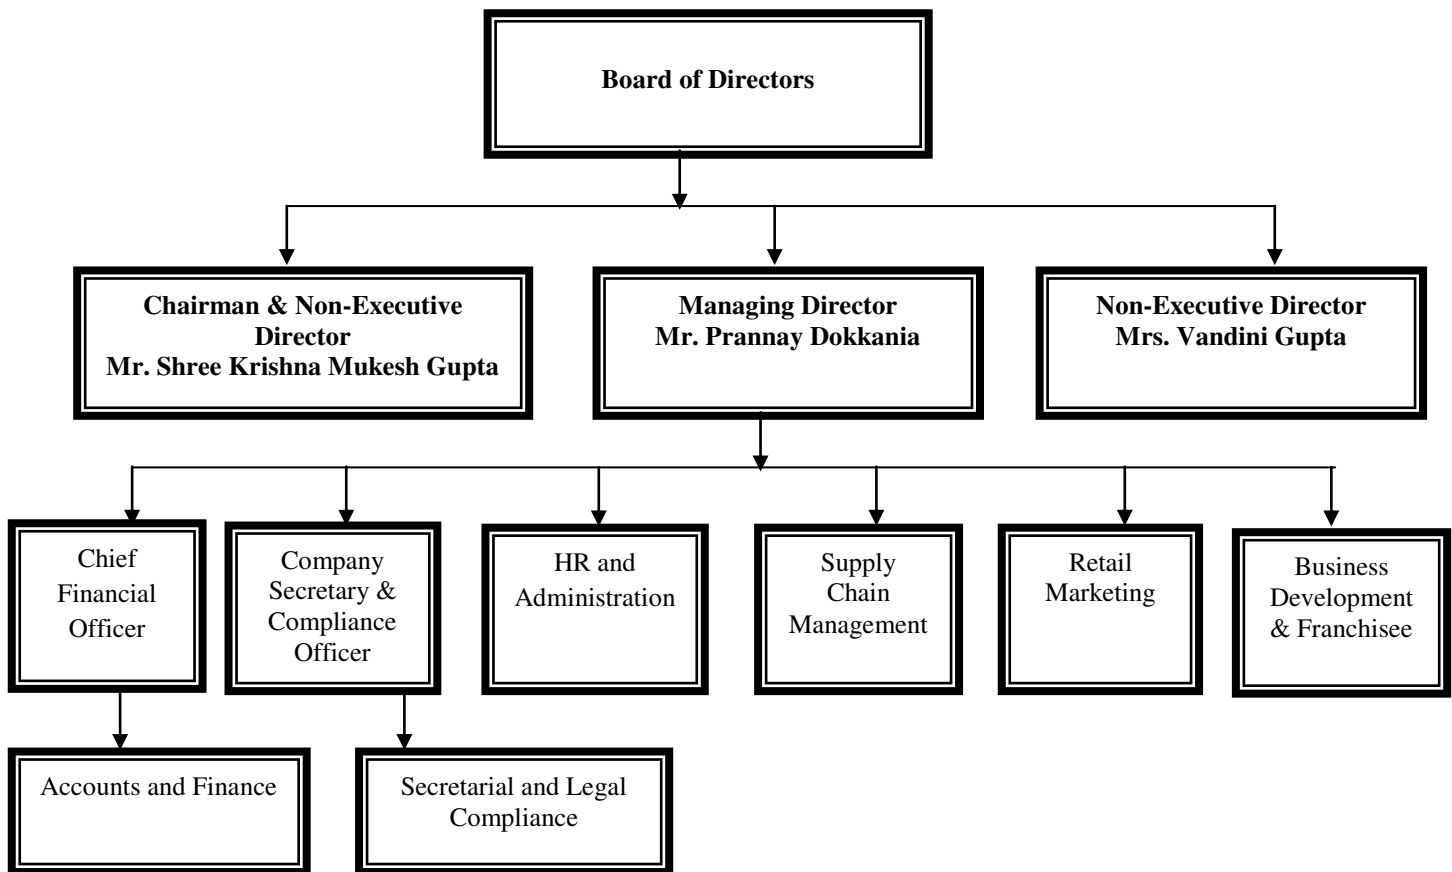 Board of Directors
Chairman & Non-Executive
Director
Mr. Shree Krishna Mukesh Gupta
Managing Director
Mr. Prannay Dokkania
Non-Executive Director
Mrs. Vandini Gupta
Chief
Financial
Officer
Company
Secretary &
Compliance
Officer
HR and
Administration
Supply
Chain
Management
Retail
Marketing
Business
Development
& Franchisee
Accounts and Finance
Secretarial and Legal
Compliance